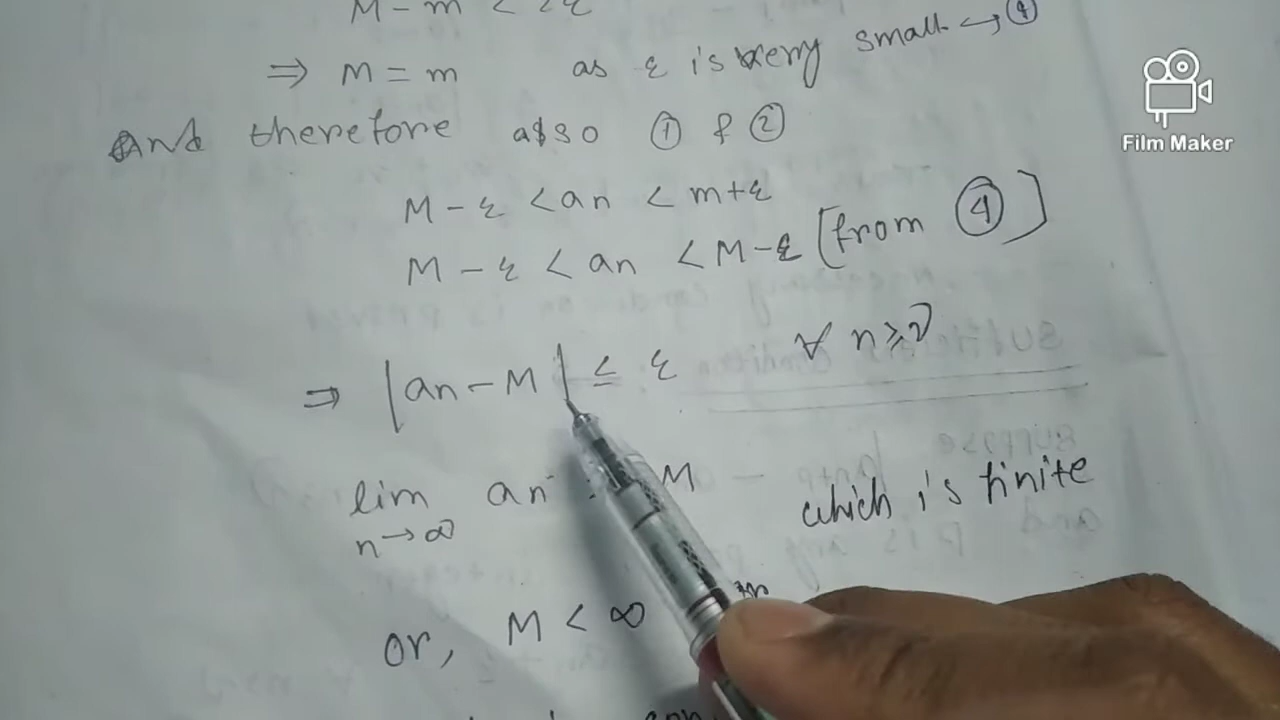 M - m < 2ε
⇒ M = m as ε is very small → ④
And therefore also ① & ②
Film Maker
M - ε < an < m+ε
M - ε < an < M - ε [from ④]
⇒ |an - M| ≤ ε ∀ n ≥ ν
lim an M which is finite
n→∞
or, M < ∞